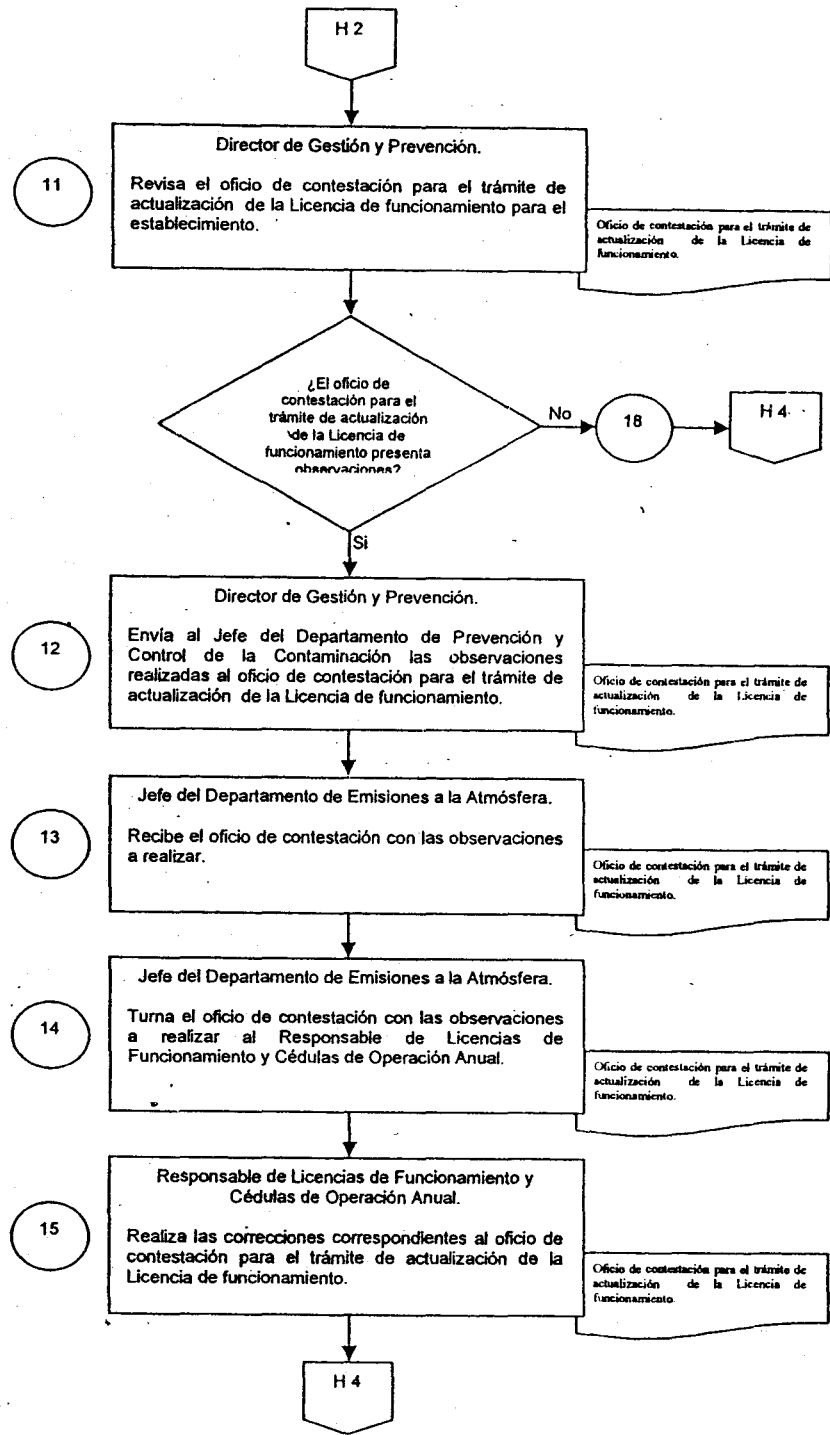 H 2
Director de Gestión y Prevención.
11
Revisa el oficio de contestación para el trámite de
actualización de la Licencia de funcionamiento para el
establecimiento.
Oficio de contestación para el trámite de
actualización de la Licencia de
funcionamiento.
¿El oficio de
contestación para el
trámite de actualización
de la Licencia de
funcionamiento presenta
observaciones?
No
18
H 4
Si
Director de Gestión y Prevención.
12
Envía al Jefe del Departamento de Prevención y
Control de la Contaminación las observaciones
realizadas al oficio de contestación para el trámite de
actualización de la Licencia de funcionamiento.
Oficio de contestación para el trámite de
actualización de la Licencia de
funcionamiento.
Jefe del Departamento de Emisiones a la Atmósfera.
13
Recibe el oficio de contestación con las observaciones
a realizar.
Oficio de contestación para el trámite de
actualización de la Licencia de
funcionamiento.
Jefe del Departamento de Emisiones a la Atmósfera.
14
Turna el oficio de contestación con las observaciones
a realizar al Responsable de Licencias de
Funcionamiento y Cédulas de Operación Anual.
Oficio de contestación para el trámite de
actualización de la Licencia de
funcionamiento.
Responsable de Licencias de Funcionamiento y
Cédulas de Operación Anual.
15
Realiza las correcciones correspondientes al oficio de
contestación para el trámite de actualización de la
Licencia de funcionamiento.
Oficio de contestación para el trámite de
actualización de la Licencia de
funcionamiento.
H 4